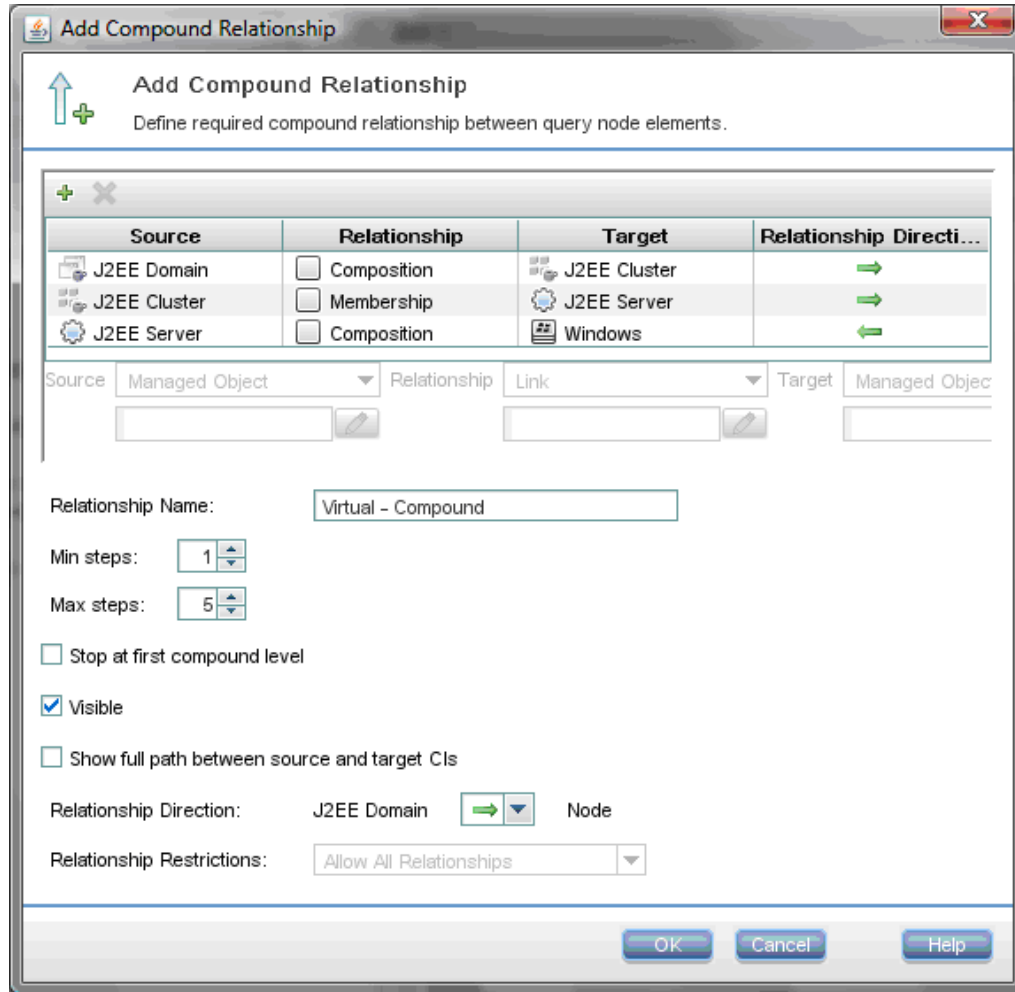 Add Compound Relationship
Add Compound Relationship
Define required compound relationship between query node elements.
Source Relationship Target Relationship Directi...
J2EE Domain Composition J2EE Cluster
J2EE Cluster Membership J2EE Server
J2EE Server Composition Windows
Source Managed Object Relationship Link Target Managed Objec
Relationship Name: Virtual - Compound
Min steps: 1
Max steps: 5
Stop at first compound level
Visible
Show full path between source and target CIs
Relationship Direction: J2EE Domain Node
Relationship Restrictions: Allow All Relationships
OK Cancel Help